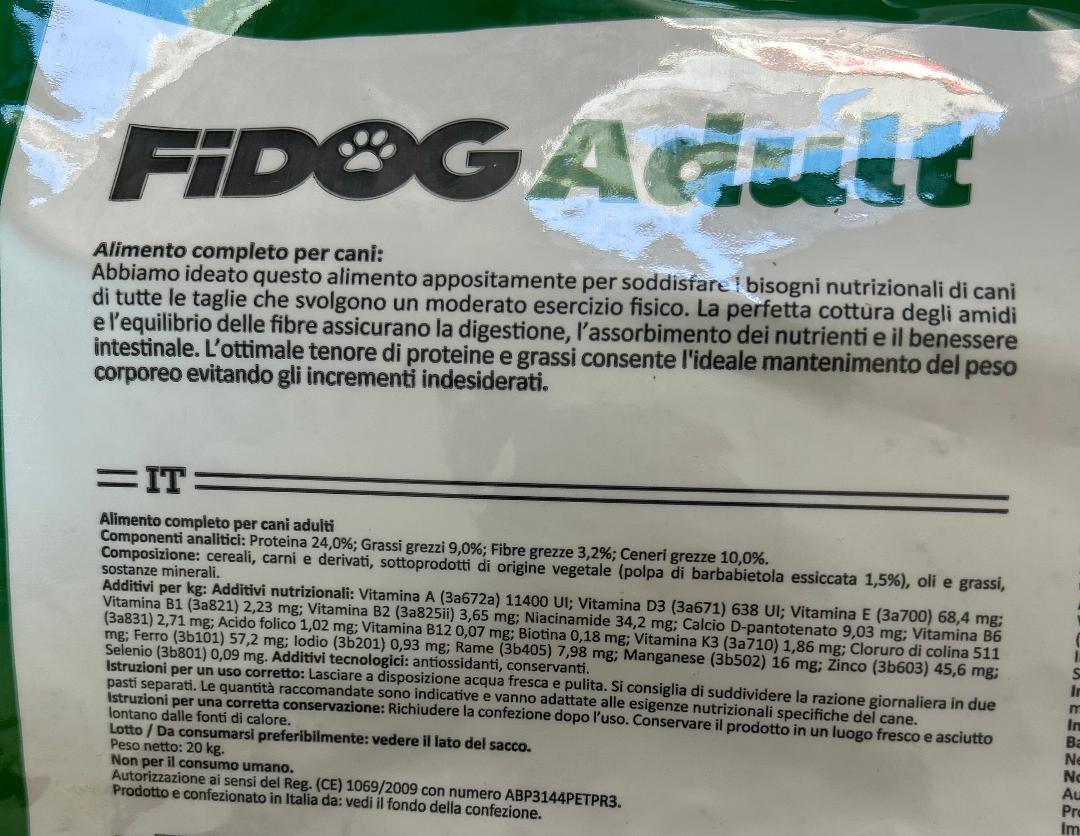 FiDOG Adult
Alimento completo per cani:
Abbiamo ideato questo alimento appositamente per soddisfare i bisogni nutrizionali di cani
di tutte le taglie che svolgono un moderato esercizio fisico. La perfetta cottura degli amidi
e l'equilibrio delle fibre assicurano la digestione, l'assorbimento dei nutrienti e il benessere
intestinale. L'ottimale tenore di proteine e grassi consente l'ideale mantenimento del peso
corporeo evitando gli incrementi indesiderati.
IT
Alimento completo per cani adulti
Componenti analitici: Proteina 24,0%; Grassi grezzi 9,0%; Fibre grezze 3,2%; Ceneri grezze 10,0%.
Composizione: cereali, carni e derivati, sottoprodotti di origine vegetale (polpa di barbabietola essiccata 1,5%), oli e grassi,
sostanze minerali.
Additivi per kg: Additivi nutrizionali: Vitamina A (3a672a) 11400 UI; Vitamina D3 (3a671) 638 UI; Vitamina E (3a700) 68,4 mg;
Vitamina B1 (3a821) 2,23 mg; Vitamina B2 (3a825ii) 3,65 mg; Niacinamide 34,2 mg; Calcio D-pantotenato 9,03 mg; Vitamina B6
(3a831) 2,71 mg; Acido folico 1,02 mg; Vitamina B12 0,07 mg; Biotina 0,18 mg; Vitamina K3 (3a710) 1,86 mg; Cloruro di colina 511
mg; Ferro (3b101) 57,2 mg; Iodio (3b201) 0,93 mg; Rame (3b405) 7,98 mg; Manganese (3b502) 16 mg; Zinco (3b603) 45,6 mg;
Selenio (3b801) 0,09 mg. Additivi tecnologici: antiossidanti, conservanti.
Istruzioni per un uso corretto: Lasciare a disposizione acqua fresca e pulita. Si consiglia di suddividere la razione giornaliera in due
pasti separati. Le quantità raccomandate sono indicative e vanno adattate alle esigenze nutrizionali specifiche del cane.
Istruzioni per una corretta conservazione: Richiudere la confezione dopo l'uso. Conservare il prodotto in un luogo fresco e asciutto
lontano dalle fonti di calore.
Lotto / Da consumarsi preferibilmente: vedere il lato del sacco.
Peso netto: 20 kg.
Non per il consumo umano.
Autorizzazione ai sensi del Reg. (CE) 1069/2009 con numero ABP3144PETPR3.
Prodotto e confezionato in Italia da: vedi il fondo della confezione.